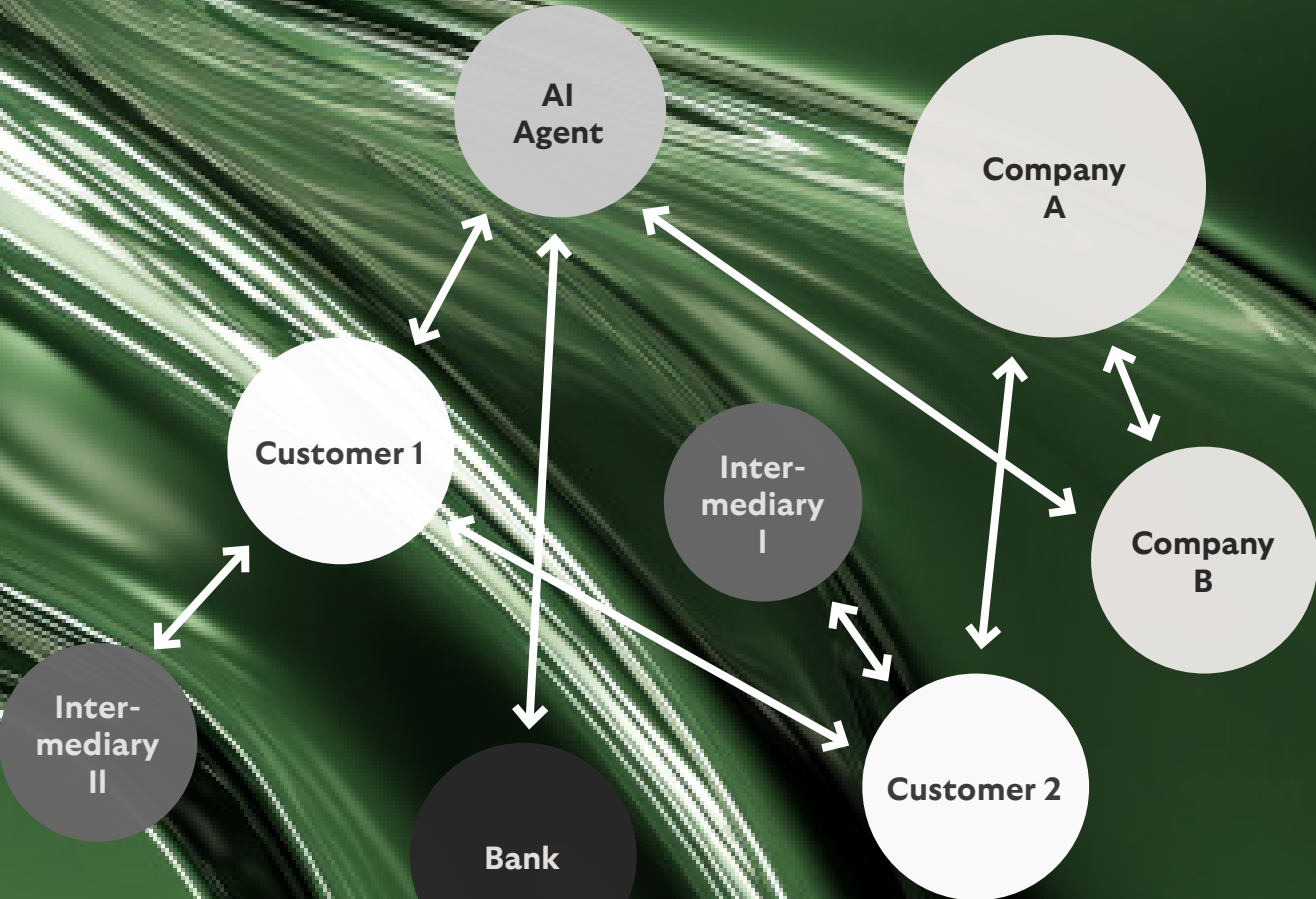 AI
Agent
Company
A
Customer 1
Inter-
mediary
I
Company
B
Inter-
mediary
II
Customer 2
Bank